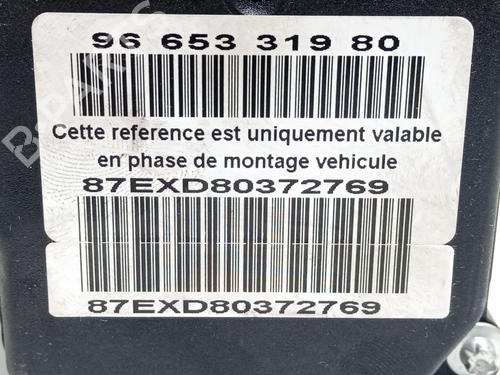 96 653 319 80
Cette reference est uniquement valable
en phase de montage vehicule
87EXD80372769
87EXD80372769